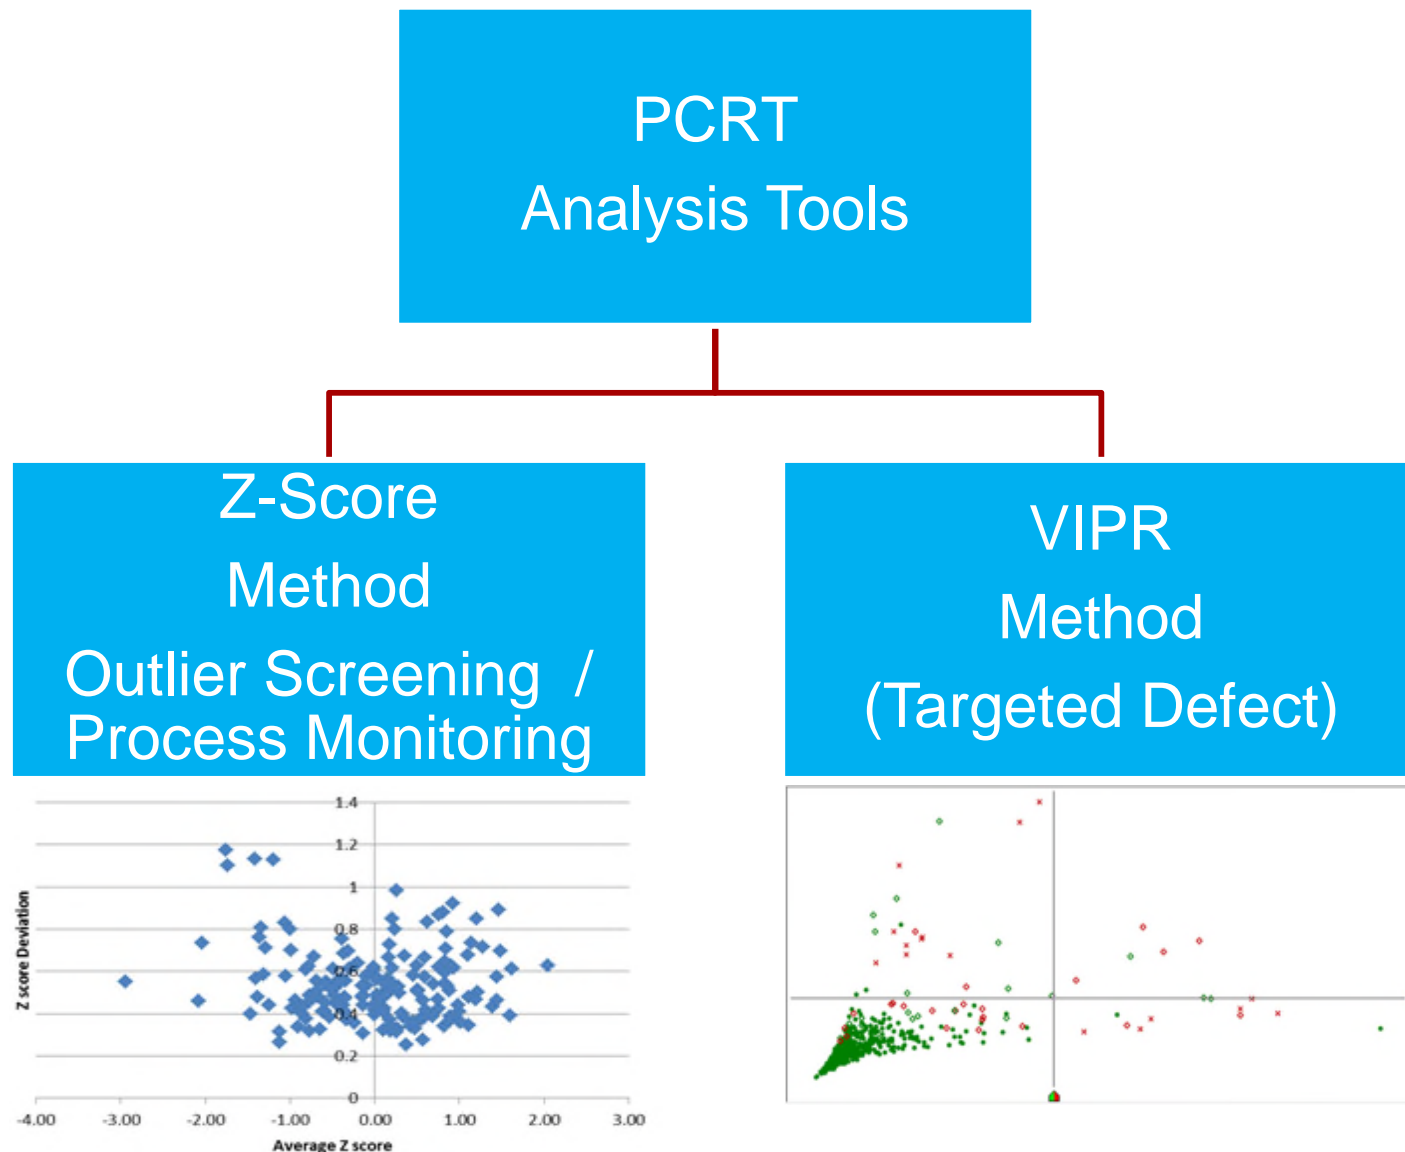 PCRT
Analysis Tools
Z-Score
Method
Outlier Screening /
Process Monitoring
VIPR
Method
(Targeted Defect)
1.4
1.2
1
0.8
0.6
0.4
0.2
0
-4.00 -3.00 -2.00 -1.00 0.00 1.00 2.00 3.00
Z score Deviation
Average Z score